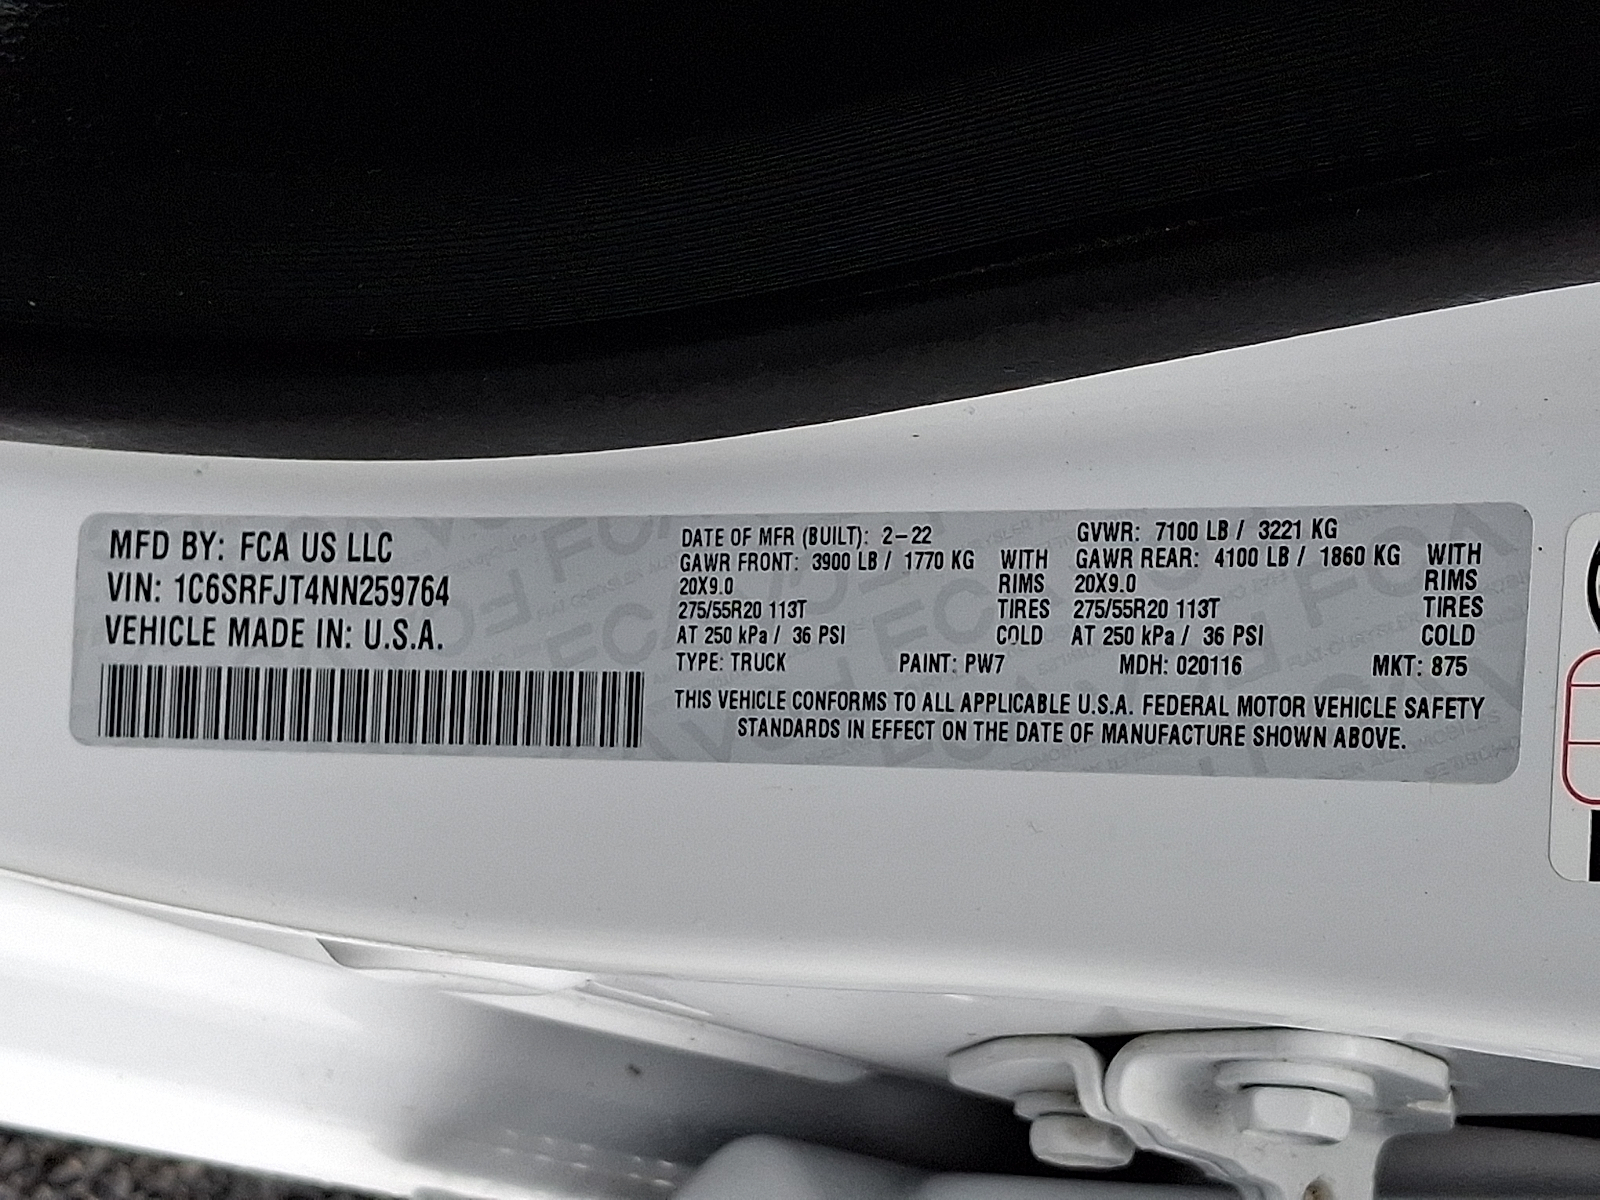 MFD BY: FCA US LLC
VIN: 1C6SRFJT4NN259764
VEHICLE MADE IN: U.S.A.
DATE OF MFR (BUILT): 2-22 GVWR: 7100 LB / 3221 KG
GAWR FRONT: 3900 LB / 1770 KG WITH GAWR REAR: 4100 LB / 1860 KG WITH
20X9.0 RIMS 20X9.0 RIMS
275/55R20 113T TIRES 275/55R20 113T TIRES
AT 250 kPa / 36 PSI COLD AT 250 kPa / 36 PSI COLD
TYPE: TRUCK PAINT: PW7 MDH: 020116 MKT: 875
THIS VEHICLE CONFORMS TO ALL APPLICABLE U.S.A. FEDERAL MOTOR VEHICLE SAFETY
STANDARDS IN EFFECT ON THE DATE OF MANUFACTURE SHOWN ABOVE.